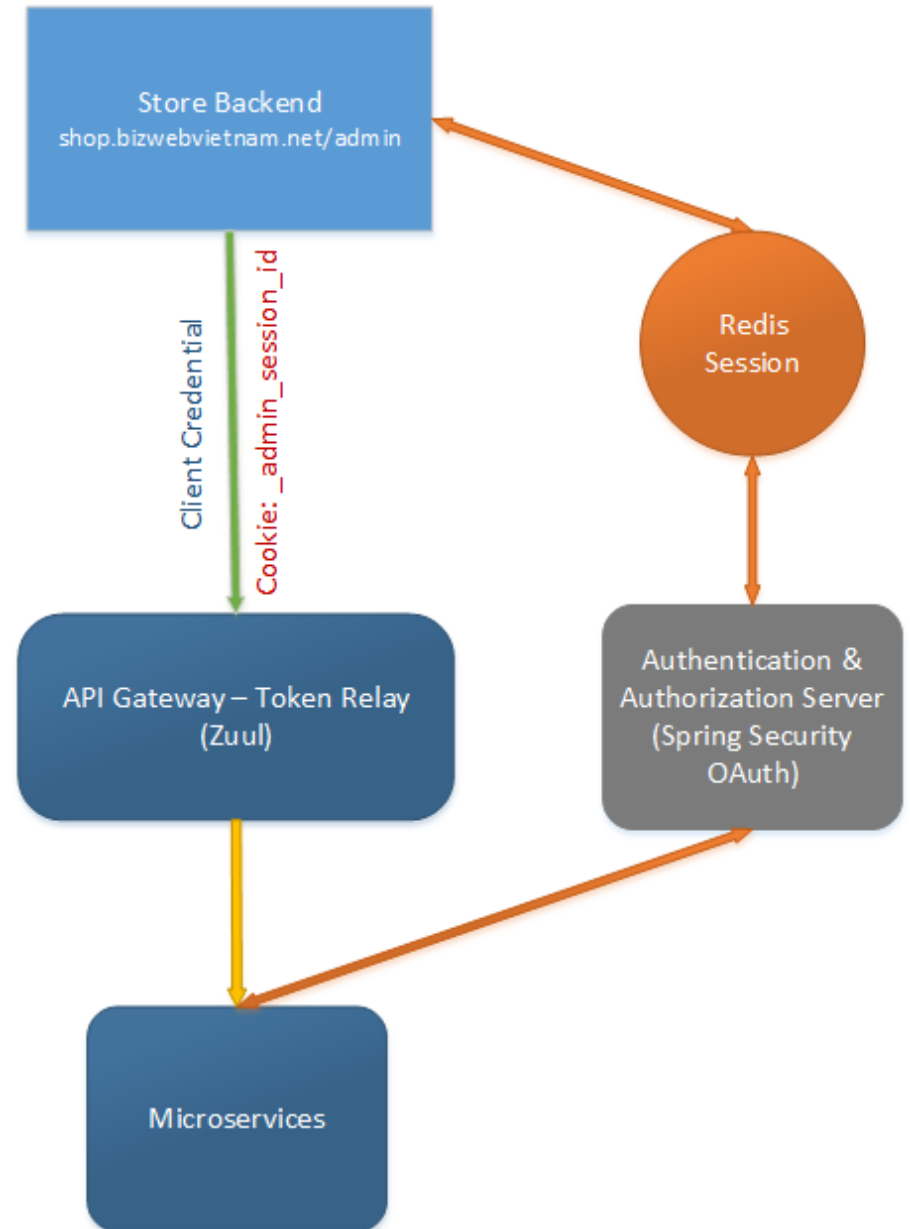 Store Backend
shop.bizwebvietnam.net/admin
Client Credential
Cookie: _admin_session_id
Redis
Session
API Gateway – Token Relay
(Zuul)
Authentication &
Authorization Server
(Spring Security
OAuth)
Microservices